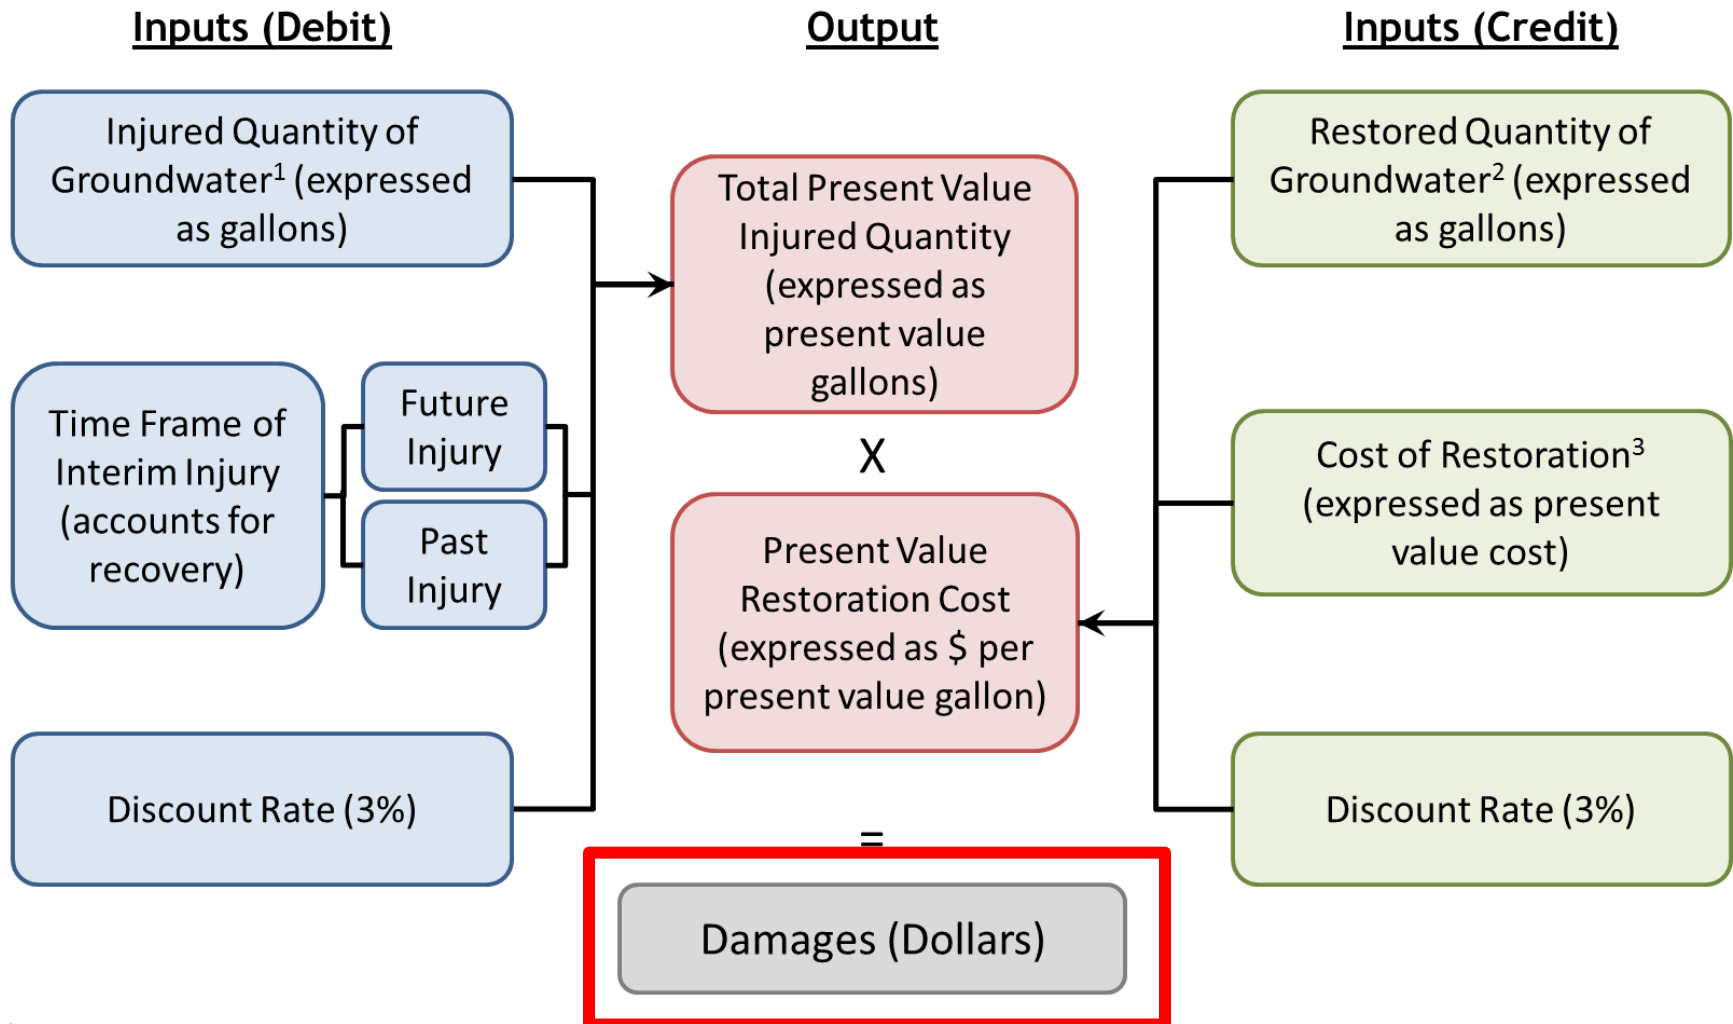 Inputs (Debit)
Output
Inputs (Credit)
Injured Quantity of
Groundwater¹ (expressed
as gallons)
Time Frame of
Interim Injury
(accounts for
recovery)
Future
Injury
Past
Injury
Discount Rate (3%)
Total Present Value
Injured Quantity
(expressed as
present value
gallons)
X
Present Value
Restoration Cost
(expressed as $ per
present value gallon)
=
Damages (Dollars)
Restored Quantity of
Groundwater² (expressed
as gallons)
Cost of Restoration³
(expressed as present
value cost)
Discount Rate (3%)